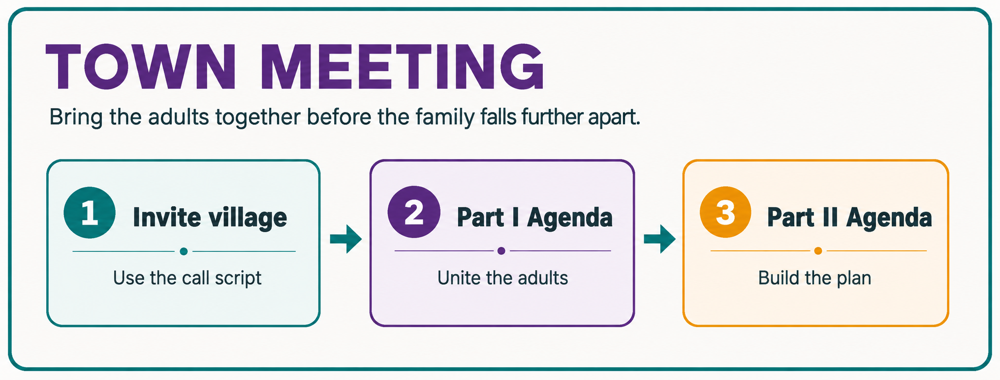 TOWN MEETING
Bring the adults together before the family falls further apart.
1 Invite village
Use the call script
2 Part I Agenda
Unite the adults
3 Part II Agenda
Build the plan